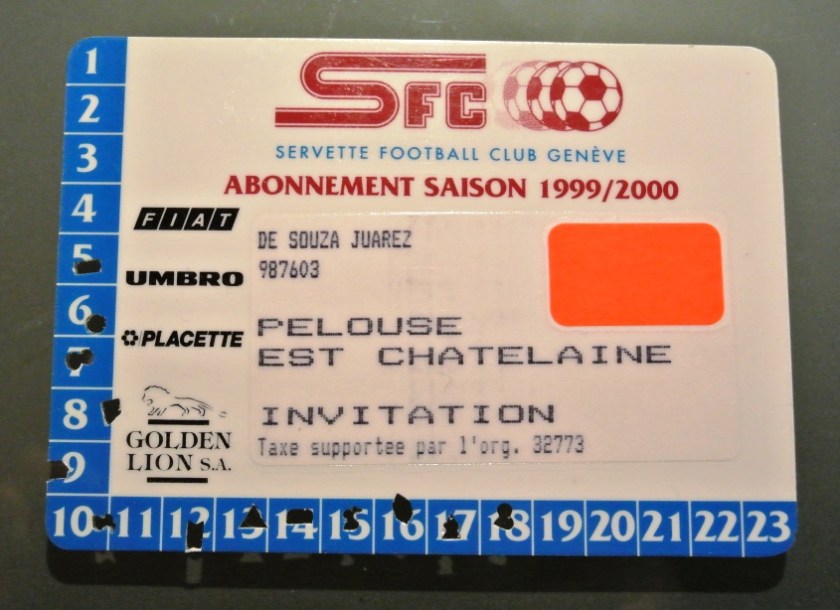 SFC
SERVETTE FOOTBALL CLUB GENÈVE
ABONNEMENT SAISON 1999/2000
FIAT
UMBRO
PLACETTE
GOLDEN
LION S.A.
DE SOUZA JUAREZ
987603
PELOUSE
EST CHATELAINE
INVITATION
Taxe supportee par l'org. 32773
1
2
3
4
5
6
7
8
9
10 11 12 13 14 15 16 17 18 19 20 21 22 23